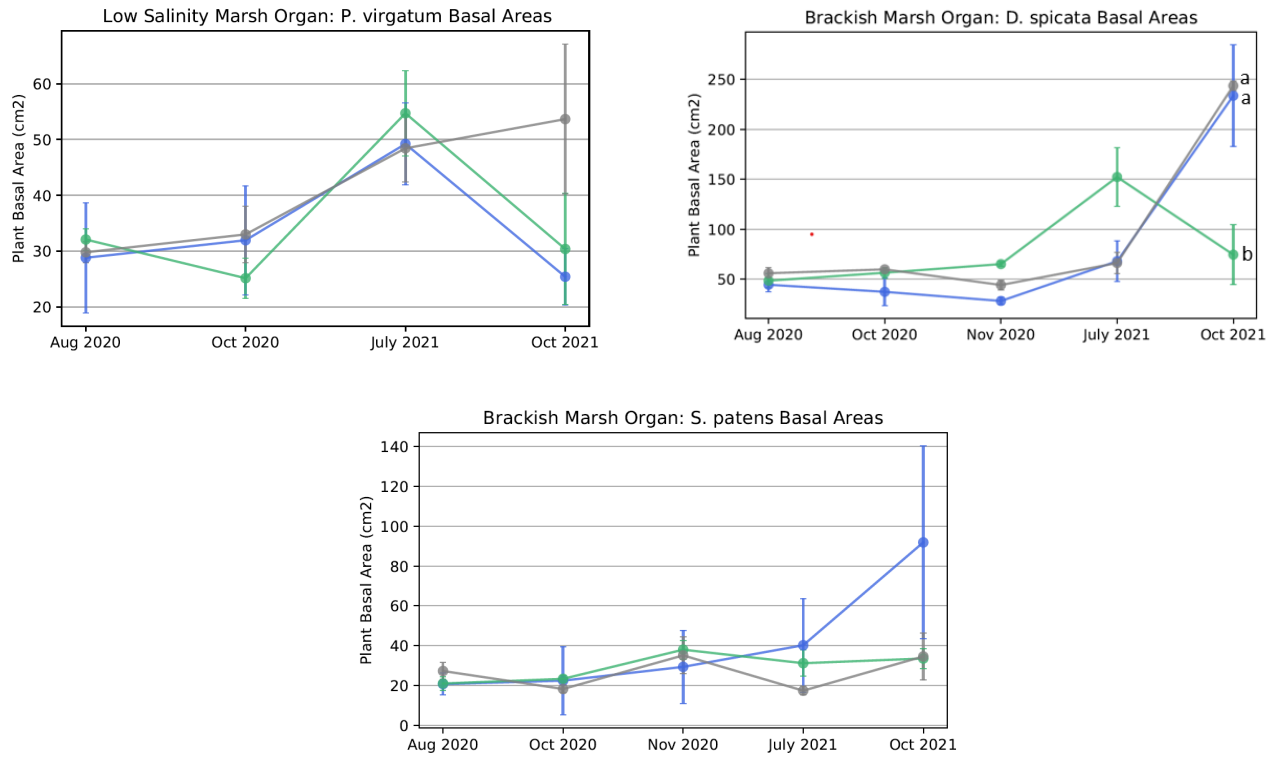 Low Salinity Marsh Organ: P. virgatum Basal Areas
Plant Basal Area (cm2)
60
50
40
30
20
Aug 2020 Oct 2020 July 2021 Oct 2021
Brackish Marsh Organ: D. spicata Basal Areas
Plant Basal Area (cm2)
250
200
150
100
50
a
a
b
Aug 2020 Oct 2020 Nov 2020 July 2021 Oct 2021
Brackish Marsh Organ: S. patens Basal Areas
Plant Basal Area (cm2)
140
120
100
80
60
40
20
0
Aug 2020 Oct 2020 Nov 2020 July 2021 Oct 2021